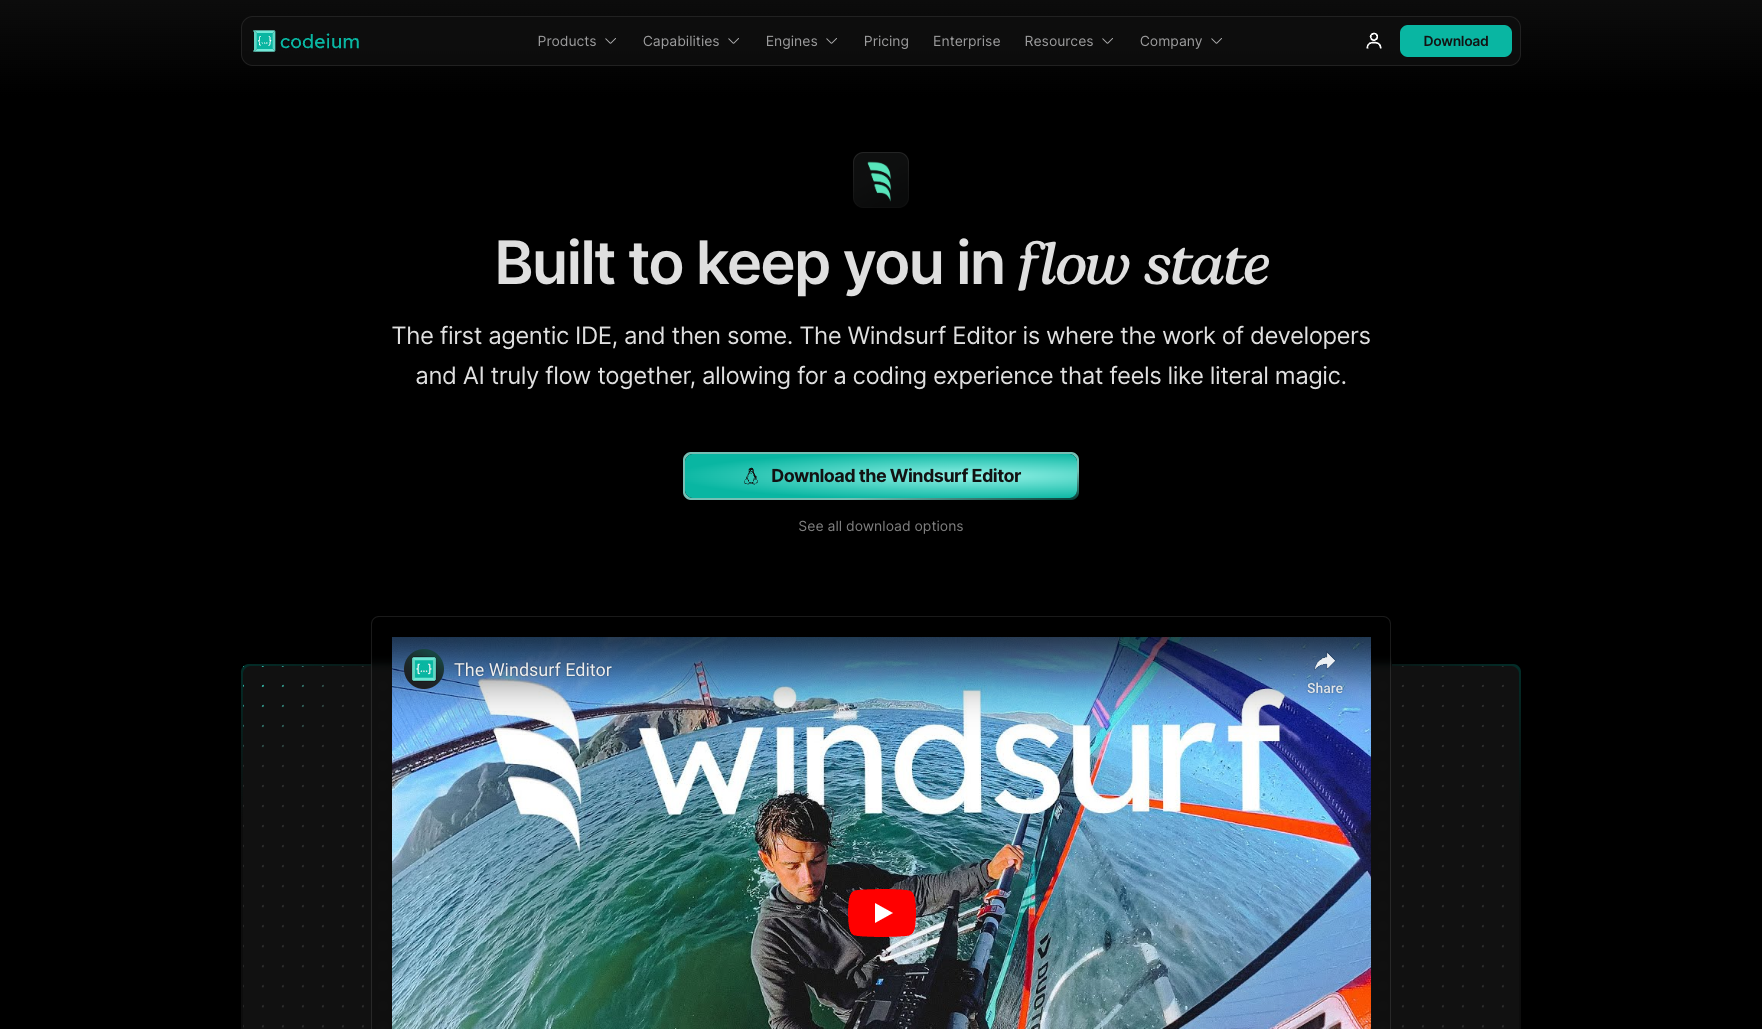 {...} codeium
Products
Capabilities
Engines
Pricing
Enterprise
Resources
Company
Download
Built to keep you in flow state
The first agentic IDE, and then some. The Windsurf Editor is where the work of developers
and AI truly flow together, allowing for a coding experience that feels like literal magic.
Download the Windsurf Editor
See all download options
{...} The Windsurf Editor
Share
windsurf